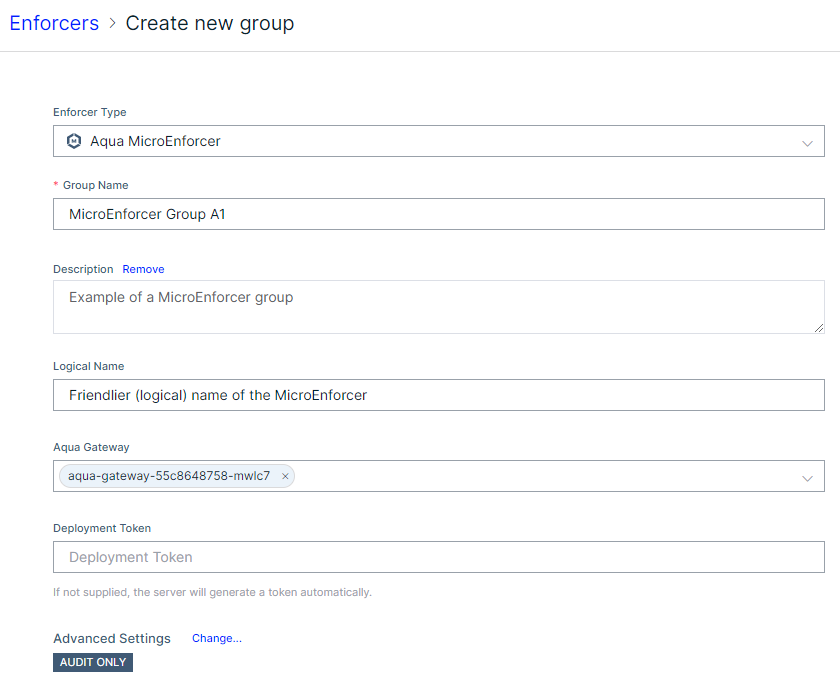 Enforcers > Create new group
Enforcer Type
M Aqua MicroEnforcer
* Group Name
MicroEnforcer Group A1
Description Remove
Example of a MicroEnforcer group
Logical Name
Friendlier (logical) name of the MicroEnforcer
Aqua Gateway
aqua-gateway-55c8648758-mwlc7 ×
Deployment Token
Deployment Token
If not supplied, the server will generate a token automatically.
Advanced Settings Change...
AUDIT ONLY